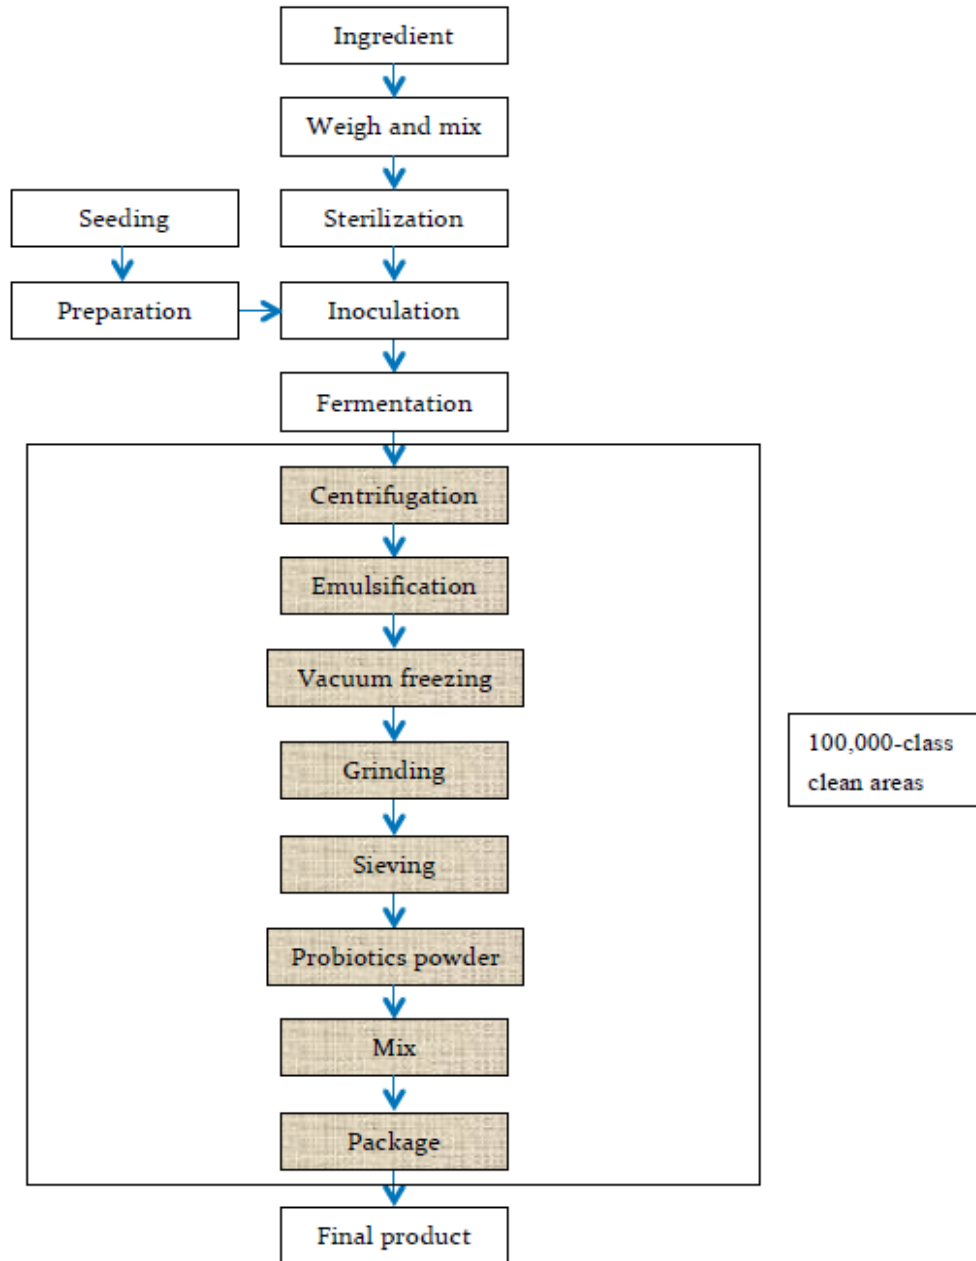 Ingredient
Weigh and mix
Seeding
Sterilization
Preparation
Inoculation
Fermentation
Centrifugation
Emulsification
Vacuum freezing
Grinding
100,000-class
clean areas
Sieving
Probiotics powder
Mix
Package
Final product